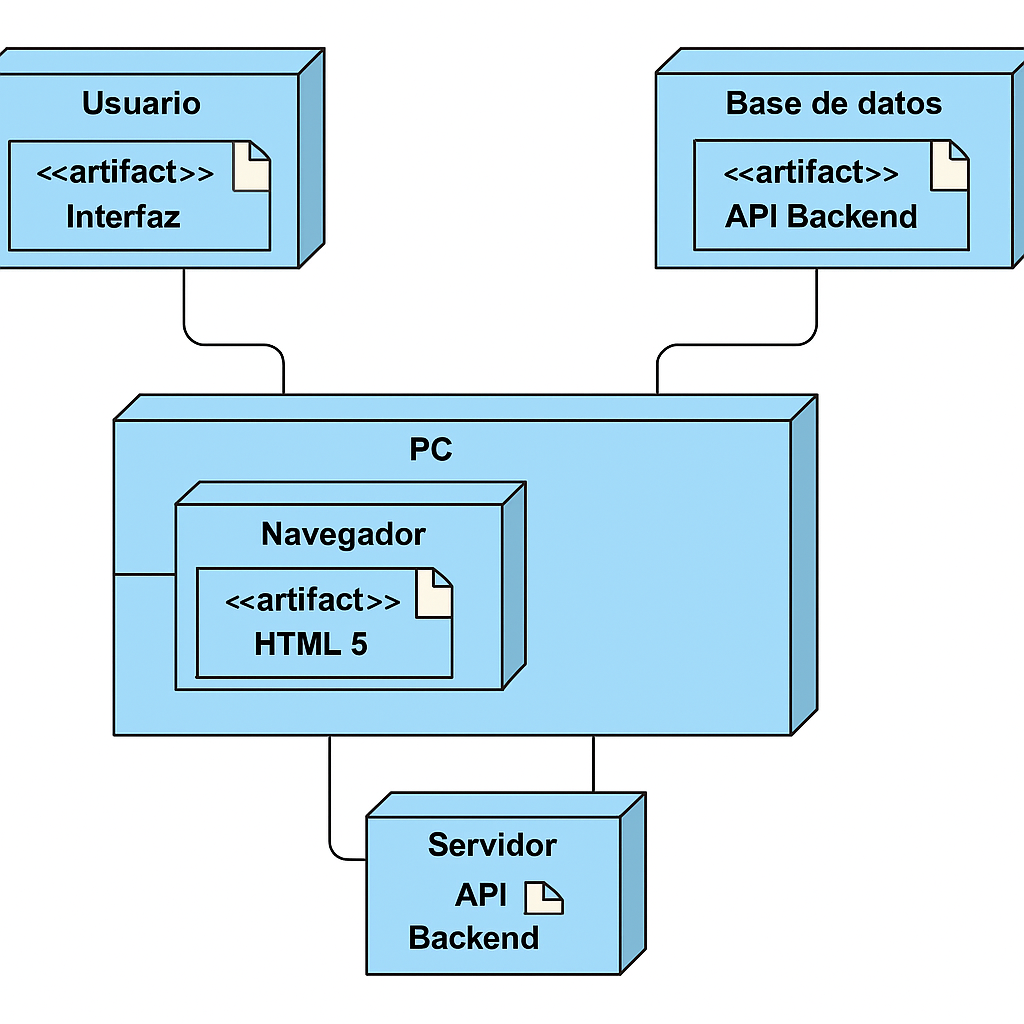 Usuario
<<artifact>>
Interfaz
Base de datos
<<artifact>>
API Backend
PC
Navegador
<<artifact>>
HTML 5
Servidor
API
Backend